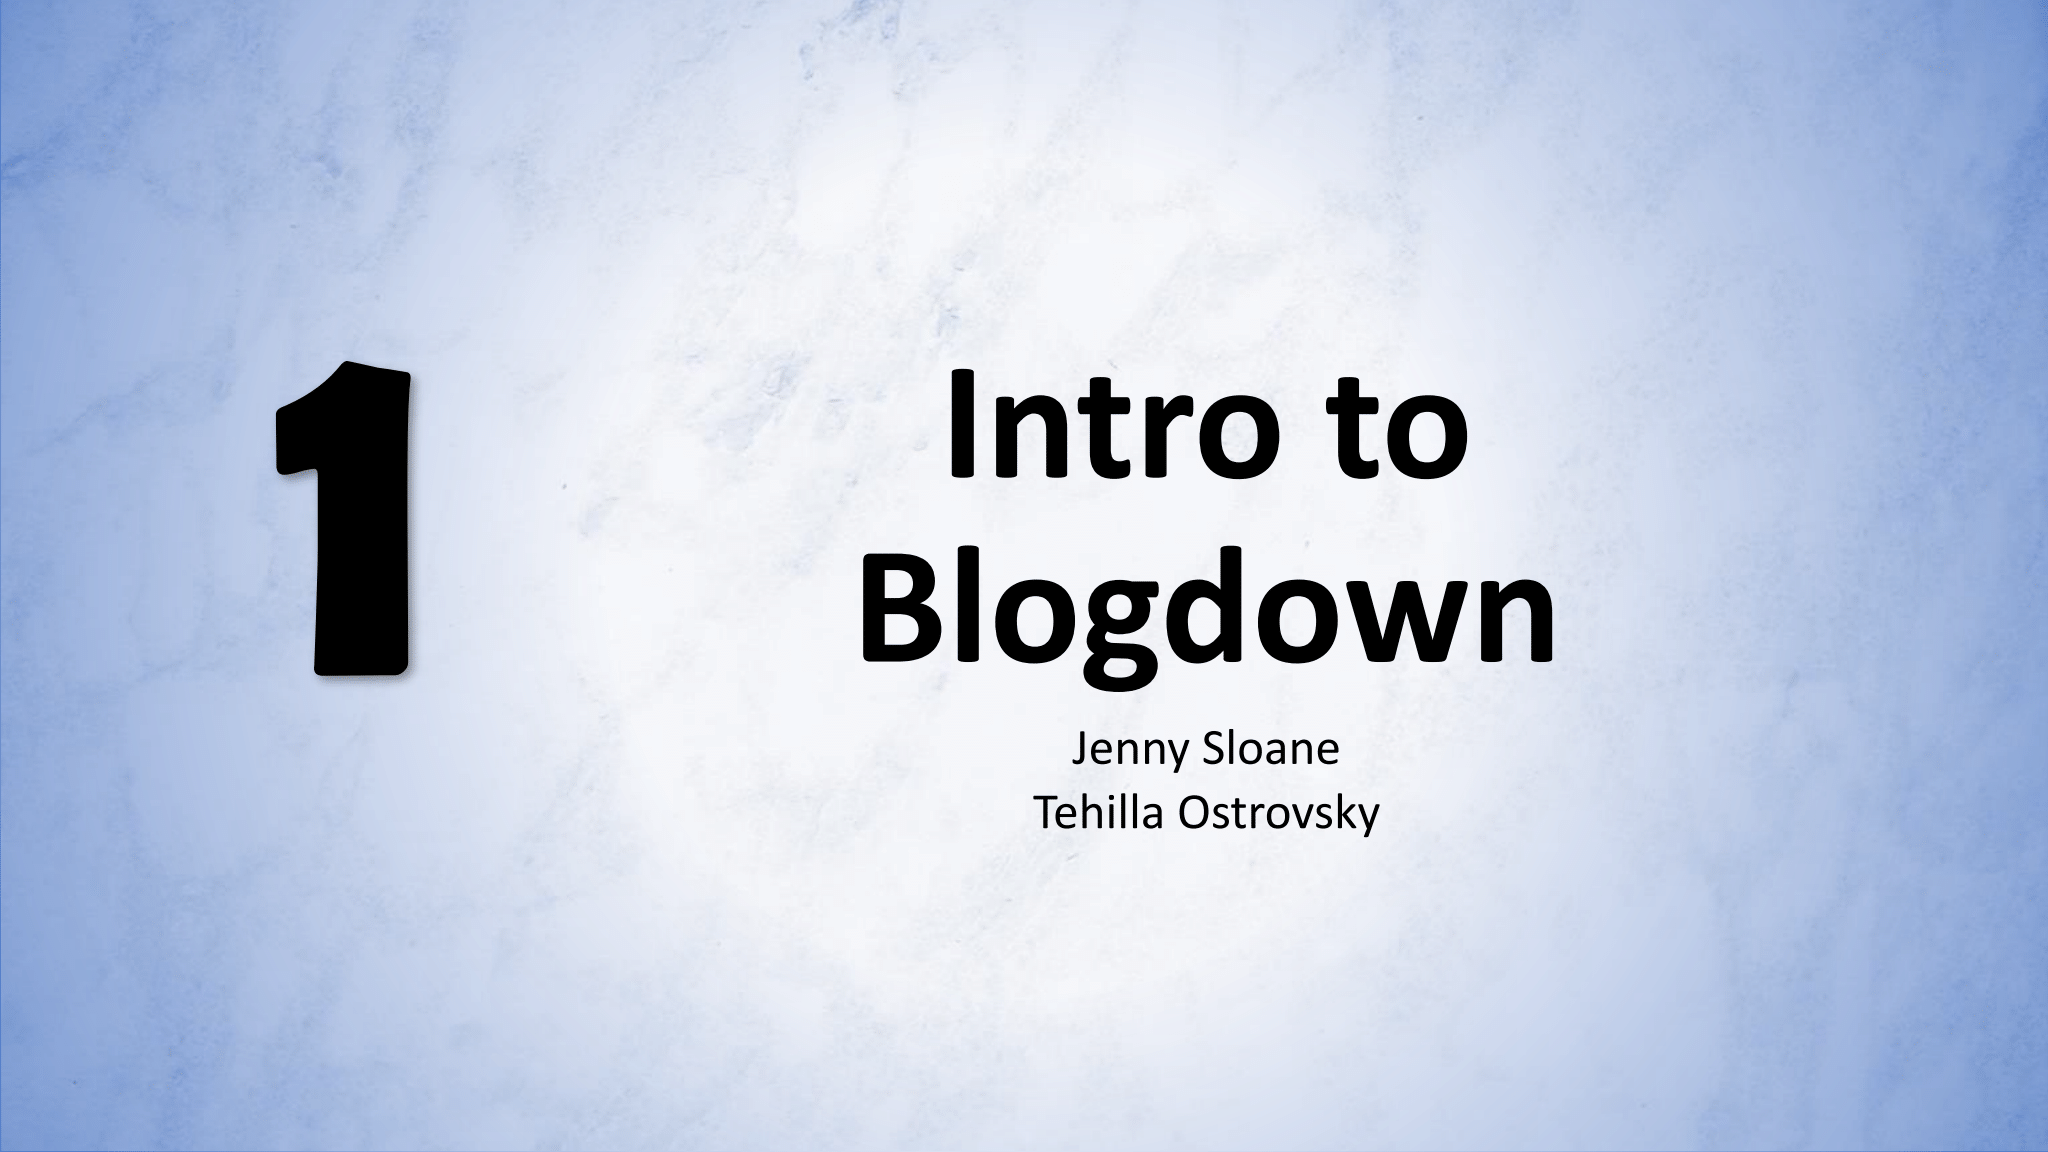 1
Intro to
Blogdown
Jenny Sloane
Tehilla Ostrovsky